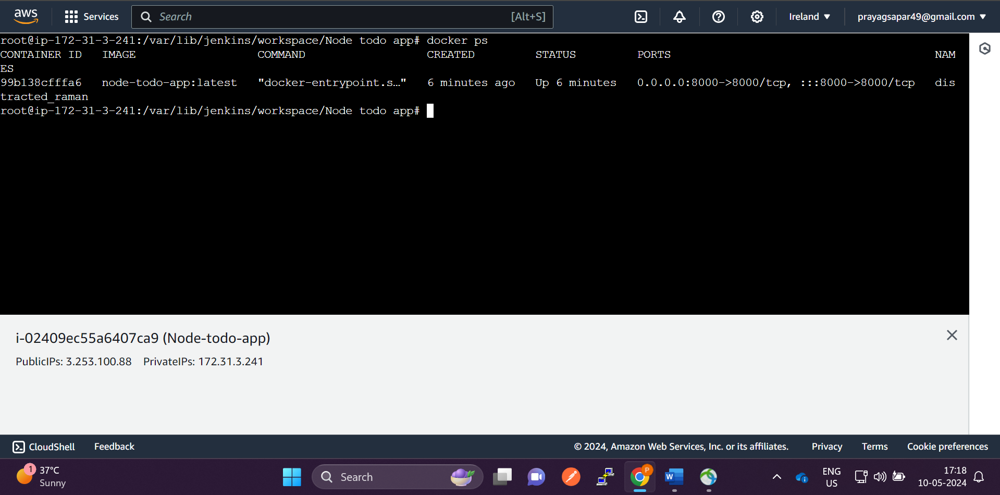 aws Services Search [Alt+S] Ireland ▼ prayagsapar49@gmail.com ▼
root@ip-172-31-3-241:/var/lib/jenkins/workspace/Node todo app# docker ps
CONTAINER ID IMAGE COMMAND CREATED STATUS PORTS NAM
ES
99b138cfffa6 node-todo-app:latest "docker-entrypoint.s…" 6 minutes ago Up 6 minutes 0.0.0.0:8000->8000/tcp, :::8000->8000/tcp dis
tracted_raman
root@ip-172-31-3-241:/var/lib/jenkins/workspace/Node todo app#
i-02409ec55a6407ca9 (Node-todo-app)
PublicIPs: 3.253.100.88 PrivateIPs: 172.31.3.241
CloudShell Feedback © 2024, Amazon Web Services, Inc. or its affiliates. Privacy Terms Cookie preferences
1 37°C
Sunny
Search
P
W
ENG
US
17:18
10-05-2024